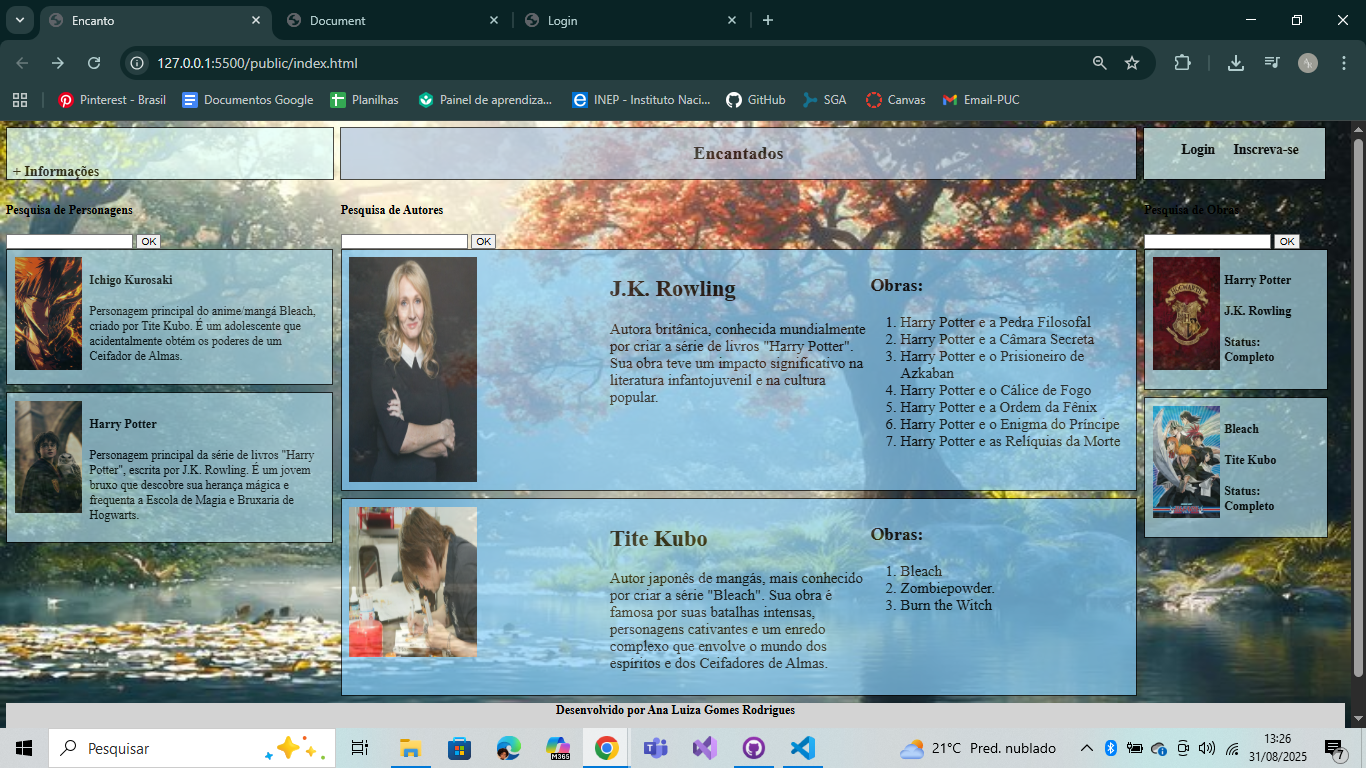 Encanto
Document
Login
127.0.0.1:5500/public/index.html
Pinterest - Brasil
Documentos Google
Planilhas
Painel de aprendiza...
INEP - Instituto Naci...
GitHub
SGA
Canvas
Email-PUC
+ Informações
Encantados
Login Inscreva-se
Pesquisa de Personagens
OK
Ichigo Kurosaki
Personagem principal do anime/mangá Bleach,
criado por Tite Kubo. É um adolescente que
acidentalmente obtém os poderes de um
Ceifador de Almas.
Harry Potter
Personagem principal da série de livros "Harry
Potter", escrita por J.K. Rowling. É um jovem
bruxo que descobre sua herança mágica e
frequenta a Escola de Magia e Bruxaria de
Hogwarts.
Pesquisa de Autores
OK
J.K. Rowling
Autora britânica, conhecida mundialmente
por criar a série de livros "Harry Potter".
Sua obra teve um impacto significativo na
literatura infantojuvenil e na cultura
popular.
Obras:
1. Harry Potter e a Pedra Filosofal
2. Harry Potter e a Câmara Secreta
3. Harry Potter e o Prisioneiro de
Azkaban
4. Harry Potter e o Cálice de Fogo
5. Harry Potter e a Ordem da Fênix
6. Harry Potter e o Enigma do Príncipe
7. Harry Potter e as Relíquias da Morte
Tite Kubo
Autor japonês de mangás, mais conhecido
por criar a série "Bleach". Sua obra é
famosa por suas batalhas intensas,
personagens cativantes e um enredo
complexo que envolve o mundo dos
espíritos e dos Ceifadores de Almas.
Obras:
1. Bleach
2. Zombiepowder.
3. Burn the Witch
Pesquisa de Obras
OK
HOGWARTS
Harry Potter
J.K. Rowling
Status:
Completo
Bleach
Tite Kubo
Status:
Completo
Desenvolvido por Ana Luiza Gomes Rodrigues
Pesquisar
M365
21°C Pred. nublado
13:26
31/08/2025
7